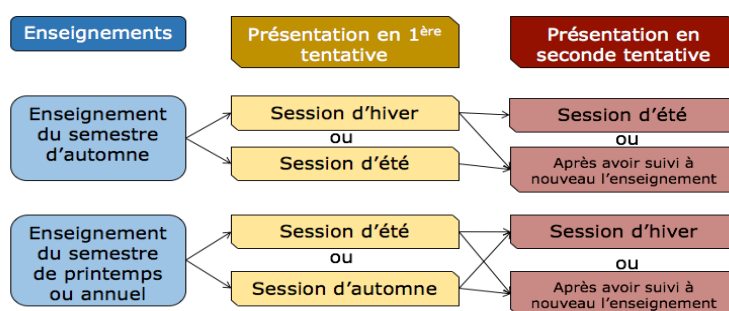 Enseignements
Présentation en 1ère
tentative
Présentation en
seconde tentative
Enseignement
du semestre
d'automne
Session d'hiver
ou
Session d'été
Session d'été
ou
Après avoir suivi à
nouveau l'enseignement
Enseignement
du semestre
de printemps
ou annuel
Session d'été
ou
Session d'automne
Session d'hiver
ou
Après avoir suivi à
nouveau l'enseignement